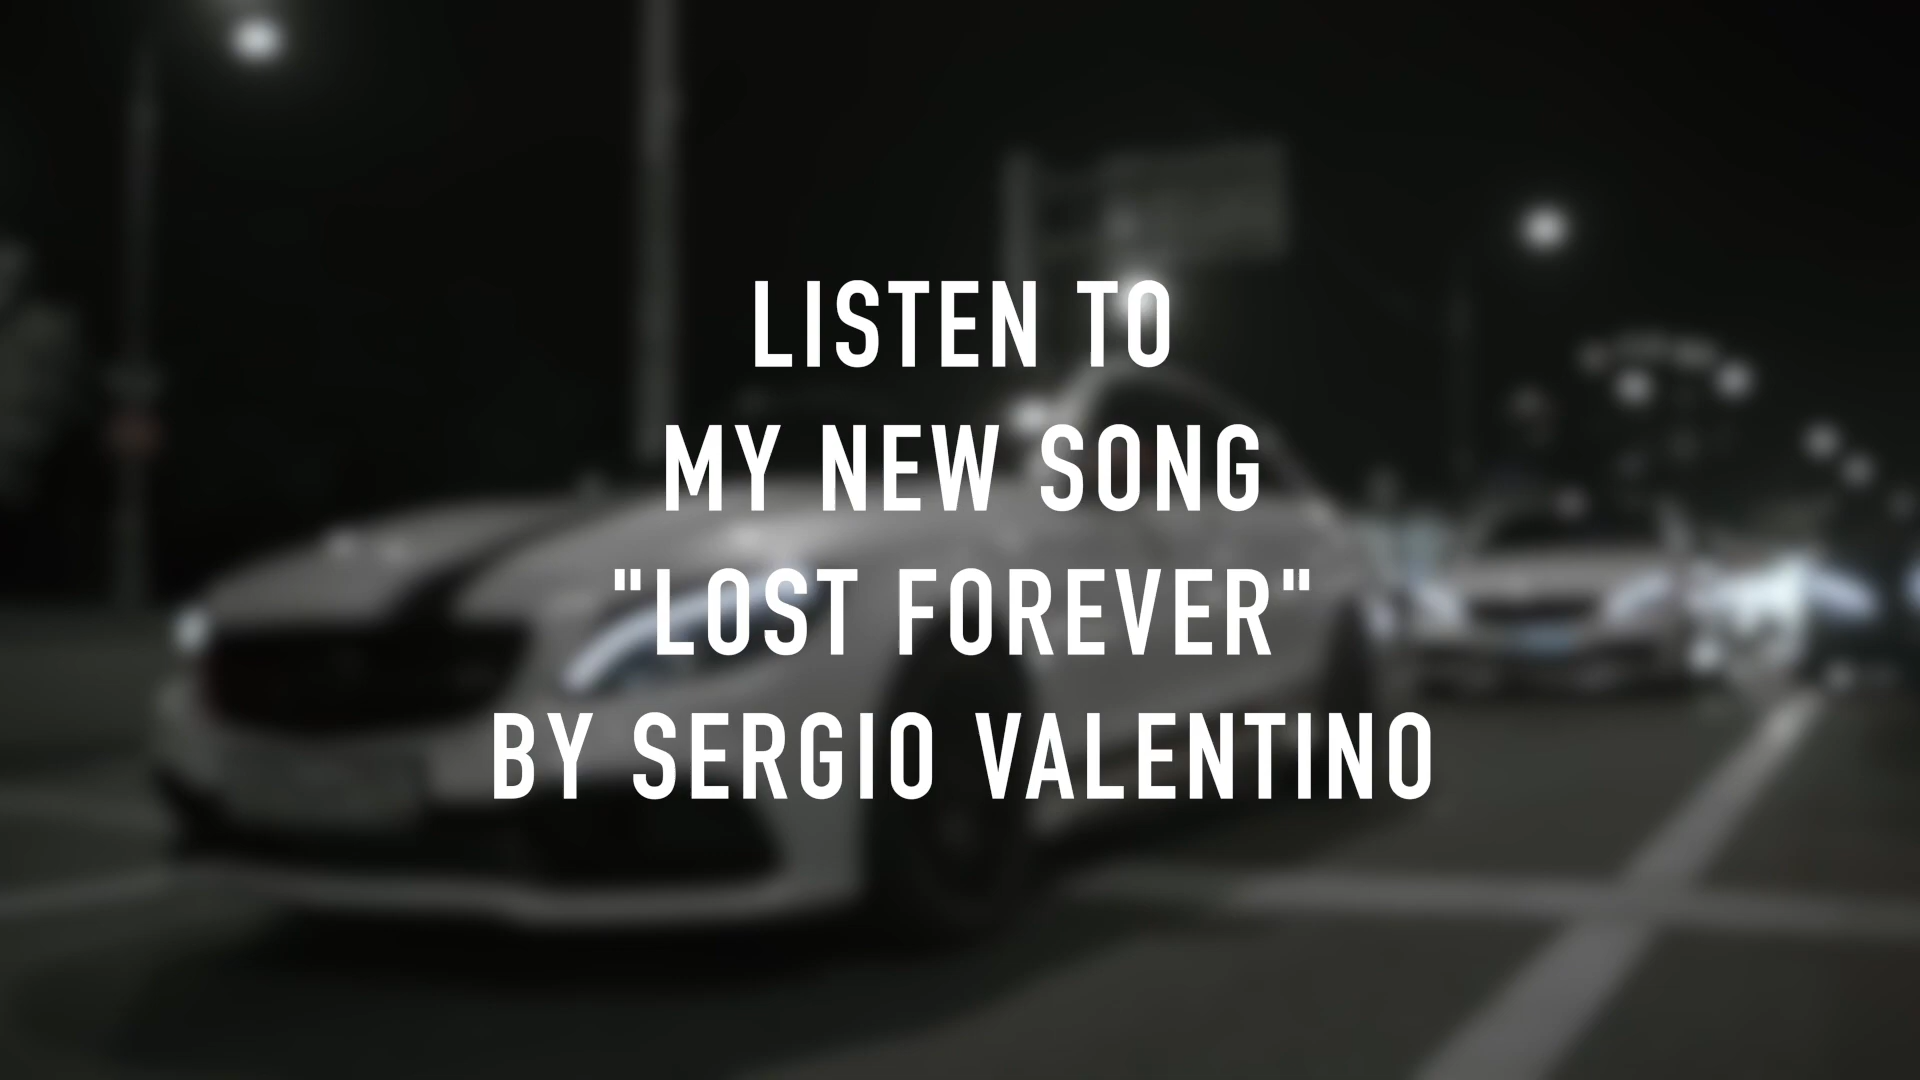 LISTEN TO
MY NEW SONG
"LOST FOREVER"
BY SERGIO VALENTINO